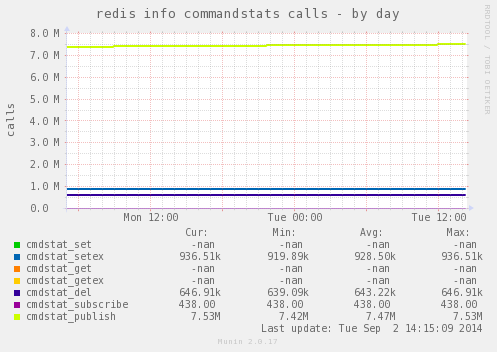 redis info commandstats calls - by day
RRDTOOL / TOBI OETIKER
calls
8.0 M
7.0 M
6.0 M
5.0 M
4.0 M
3.0 M
2.0 M
1.0 M
0.0
Mon 12:00 Tue 00:00 Tue 12:00
Cur: Min: Avg: Max:
cmdstat_set -nan -nan -nan -nan
cmdstat_setex 936.51k 919.89k 928.50k 936.51k
cmdstat_get -nan -nan -nan -nan
cmdstat_getex -nan -nan -nan -nan
cmdstat_del 646.91k 639.09k 643.22k 646.91k
cmdstat_subscribe 438.00 438.00 438.00 438.00
cmdstat_publish 7.53M 7.42M 7.47M 7.53M
Last update: Tue Sep 2 14:15:09 2014
Munin 2.0.17